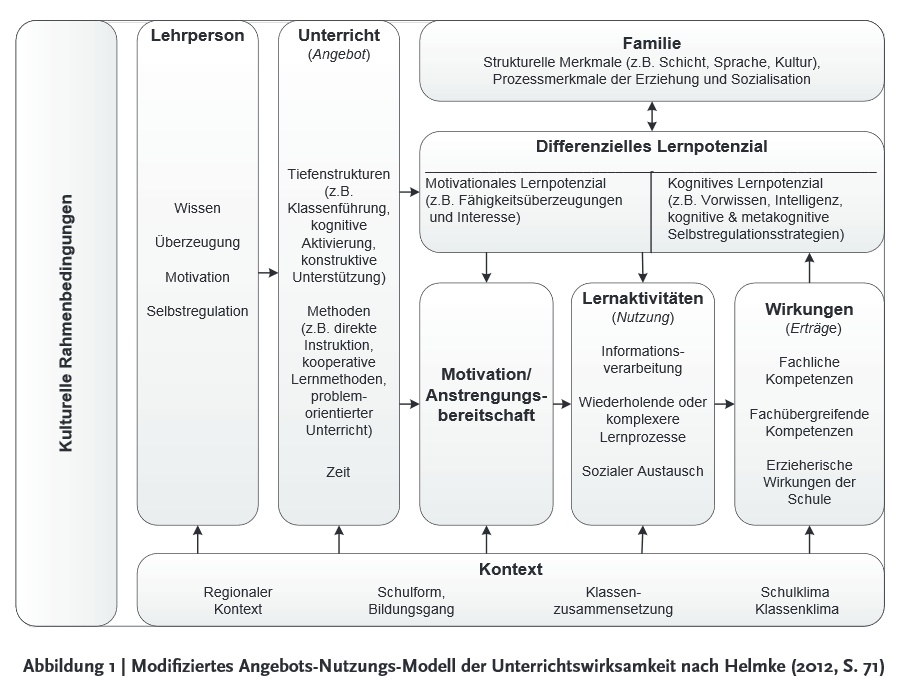 Kulturelle Rahmenbedingungen
Lehrperson
Wissen
Überzeugung
Motivation
Selbstregulation
Unterricht
(Angebot)
Tiefenstrukturen
(z.B.
Klassenführung,
kognitive
Aktivierung,
konstruktive
Unterstützung)
Methoden
(z.B. direkte
Instruktion,
kooperative
Lernmethoden,
problem-
orientierter
Unterricht)
Zeit
Familie
Strukturelle Merkmale (z.B. Schicht, Sprache, Kultur),
Prozessmerkmale der Erziehung und Sozialisation
Differenzielles Lernpotenzial
Motivationales Lernpotenzial
(z.B. Fähigkeitsüberzeugungen
und Interesse)
Kognitives Lernpotenzial
(z.B. Vorwissen, Intelligenz,
kognitive & metakognitive
Selbstregulationsstrategien)
Motivation/
Anstrengungs-
bereitschaft
Lernaktivitäten
(Nutzung)
Informations-
verarbeitung
Wiederholende oder
komplexere
Lernprozesse
Sozialer Austausch
Wirkungen
(Erträge)
Fachliche
Kompetenzen
Fachübergreifende
Kompetenzen
Erzieherische
Wirkungen der
Schule
Kontext
Regionaler
Kontext
Schulform,
Bildungsgang
Klassen-
zusammensetzung
Schulklima
Klassenklima
Abbildung 1 | Modifiziertes Angebots-Nutzungs-Modell der Unterrichtswirksamkeit nach Helmke (2012, S. 71)